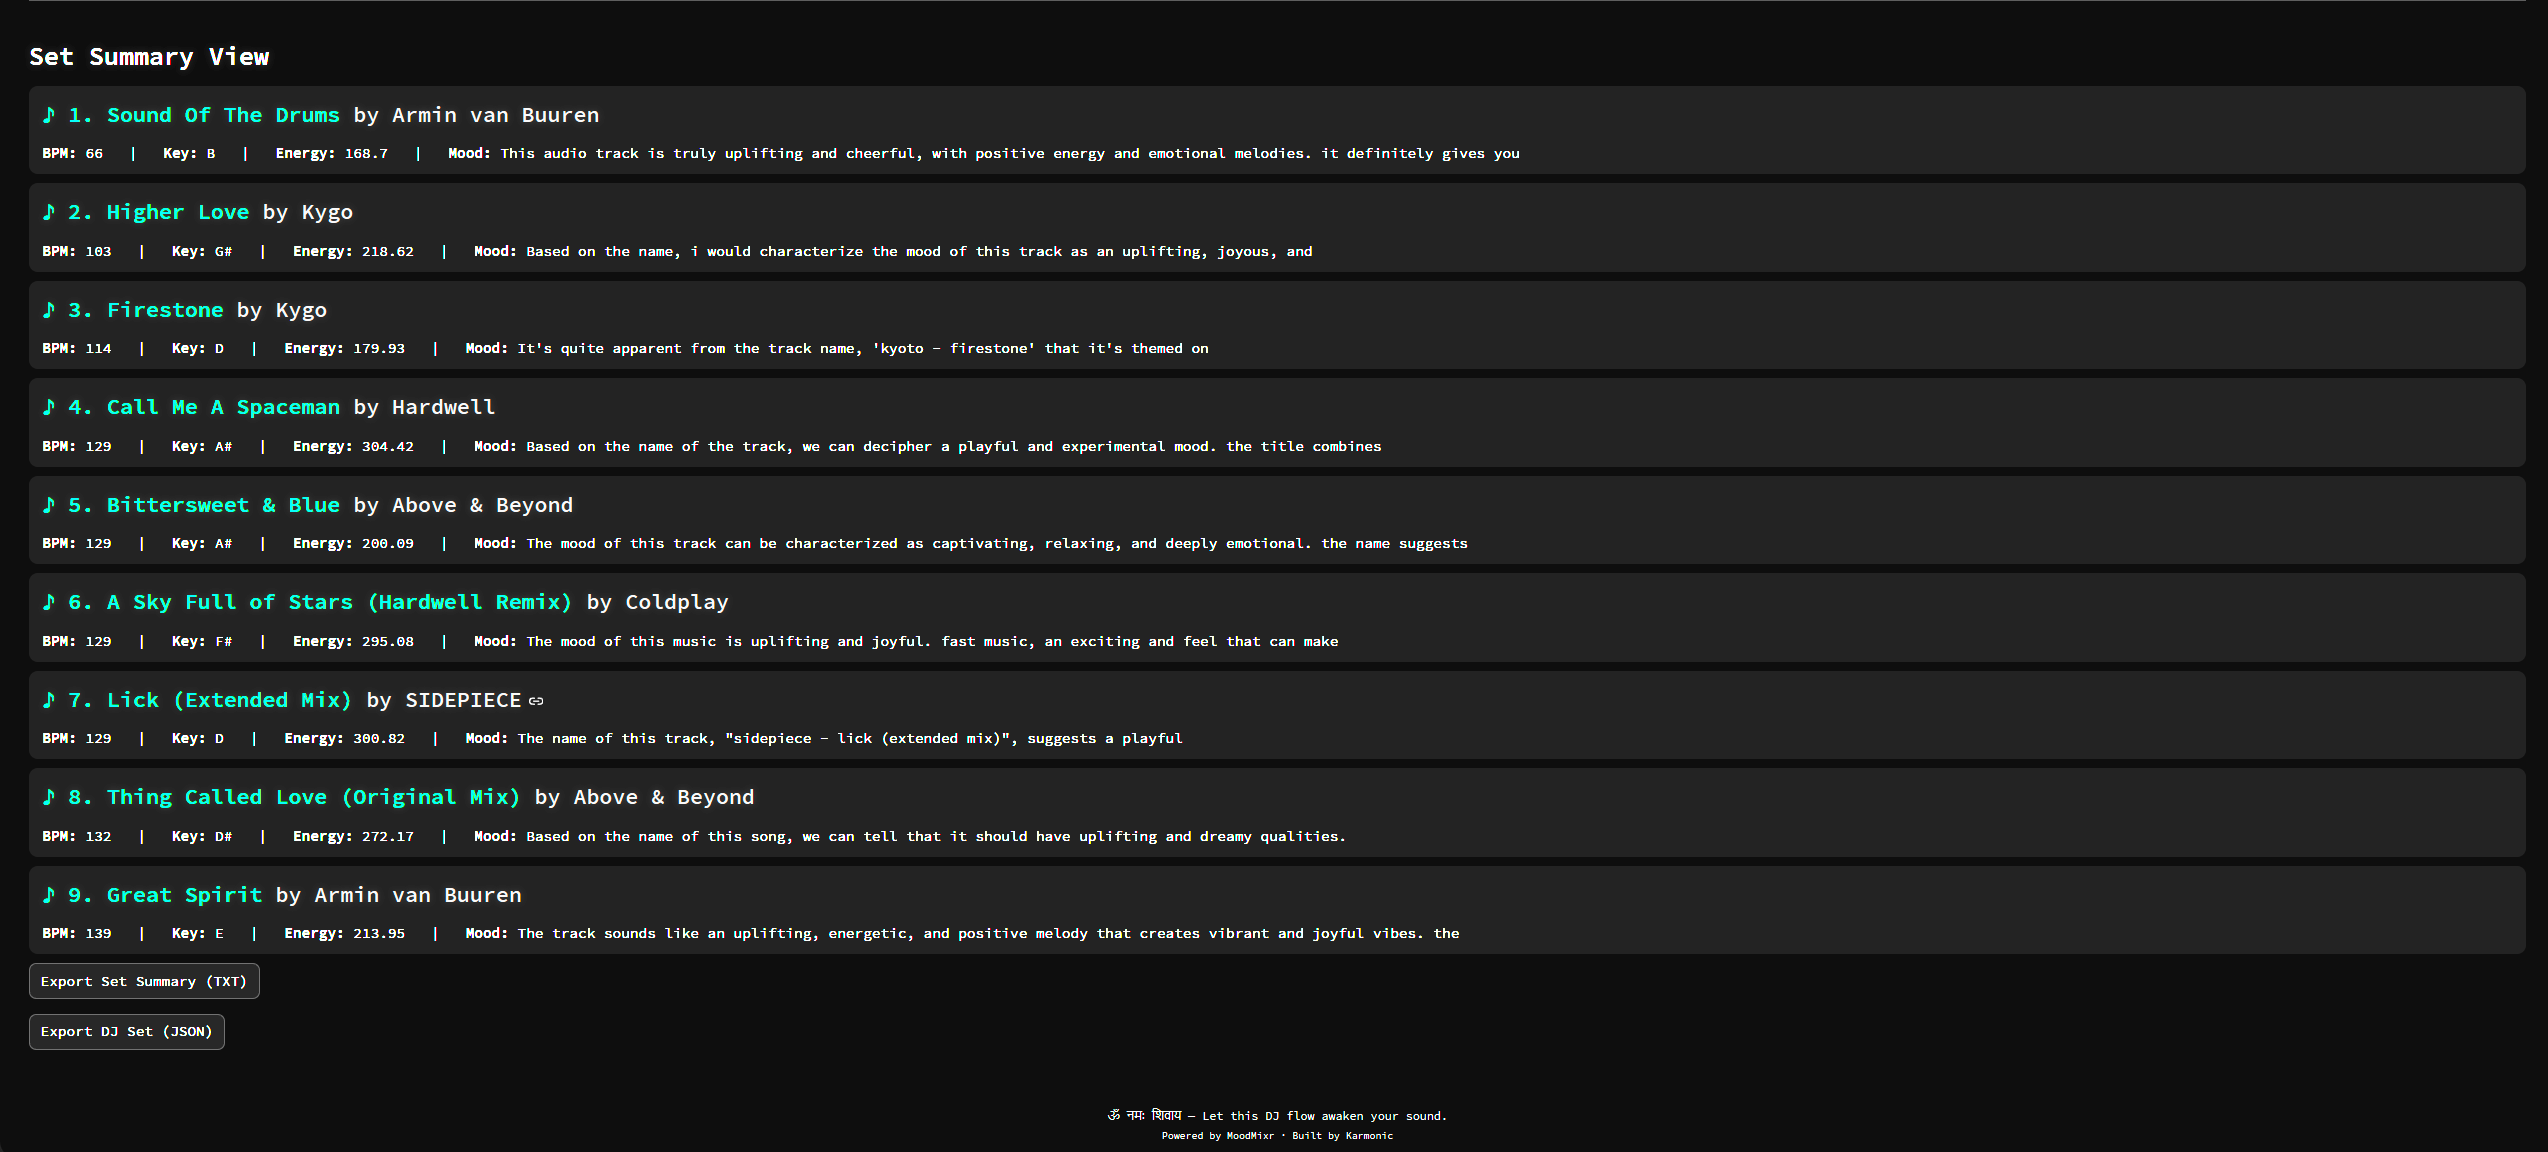 Set Summary View
♪ 1. Sound Of The Drums by Armin van Buuren
BPM: 66 | Key: B | Energy: 168.7 | Mood: This audio track is truly uplifting and cheerful, with positive energy and emotional melodies. it definitely gives you
♪ 2. Higher Love by Kygo
BPM: 103 | Key: G# | Energy: 218.62 | Mood: Based on the name, i would characterize the mood of this track as an uplifting, joyous, and
♪ 3. Firestone by Kygo
BPM: 114 | Key: D | Energy: 179.93 | Mood: It's quite apparent from the track name, 'kyoto – firestone' that it's themed on
♪ 4. Call Me A Spaceman by Hardwell
BPM: 129 | Key: A# | Energy: 304.42 | Mood: Based on the name of the track, we can decipher a playful and experimental mood. the title combines
♪ 5. Bittersweet & Blue by Above & Beyond
BPM: 129 | Key: A# | Energy: 200.09 | Mood: The mood of this track can be characterized as captivating, relaxing, and deeply emotional. the name suggests
♪ 6. A Sky Full of Stars (Hardwell Remix) by Coldplay
BPM: 129 | Key: F# | Energy: 295.08 | Mood: The mood of this music is uplifting and joyful. fast music, an exciting and feel that can make
♪ 7. Lick (Extended Mix) by SIDEPIECE
BPM: 129 | Key: D | Energy: 300.82 | Mood: The name of this track, "sidepiece – lick (extended mix)", suggests a playful
♪ 8. Thing Called Love (Original Mix) by Above & Beyond
BPM: 132 | Key: D# | Energy: 272.17 | Mood: Based on the name of this song, we can tell that it should have uplifting and dreamy qualities.
♪ 9. Great Spirit by Armin van Buuren
BPM: 139 | Key: E | Energy: 213.95 | Mood: The track sounds like an uplifting, energetic, and positive melody that creates vibrant and joyful vibes. the
Export Set Summary (TXT)
Export DJ Set (JSON)
ॐ नमः शिवाय — Let this DJ flow awaken your sound.
Powered by MoodMixr · Built by Karmonic